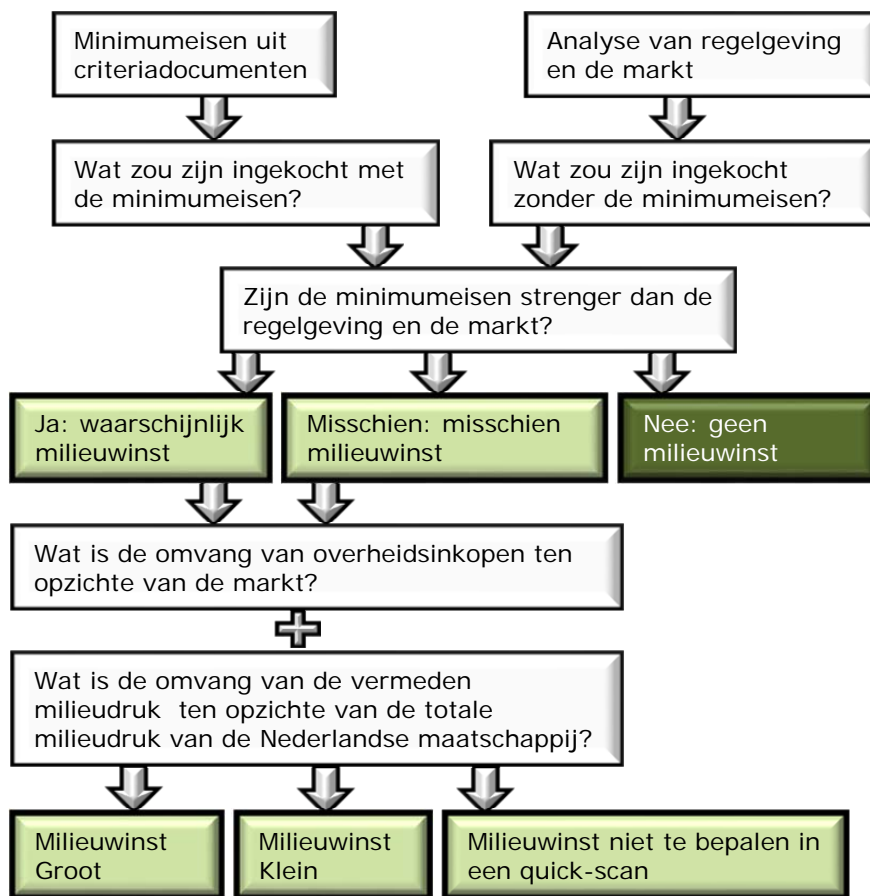 Minimumeisen uit
criteriadocumenten
Analyse van regelgeving
en de markt
Wat zou zijn ingekocht met
de minimumeisen?
Wat zou zijn ingekocht
zonder de minimumeisen?
Zijn de minimumeisen strenger dan de
regelgeving en de markt?
Ja: waarschijnlijk
milieuwinst
Misschien: misschien
milieuwinst
Nee: geen
milieuwinst
Wat is de omvang van overheidsinkopen ten
opzichte van de markt?
Wat is de omvang van de vermeden
milieudruk ten opzichte van de totale
milieudruk van de Nederlandse maatschappij?
Milieuwinst
Groot
Milieuwinst
Klein
Milieuwinst niet te bepalen in
een quick-scan